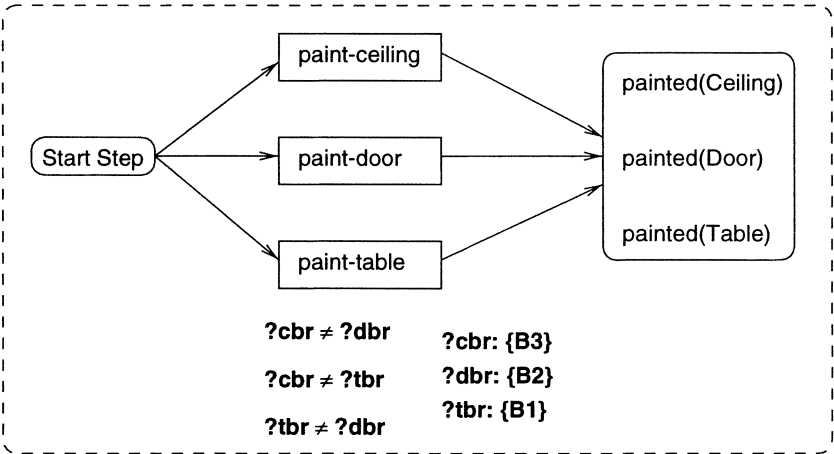 paint-ceiling
Start Step
paint-door
paint-table
painted(Ceiling)
painted(Door)
painted(Table)
?cbr ≠ ?dbr
?cbr ≠ ?tbr
?tbr ≠ ?dbr
?cbr: {B3}
?dbr: {B2}
?tbr: {B1}